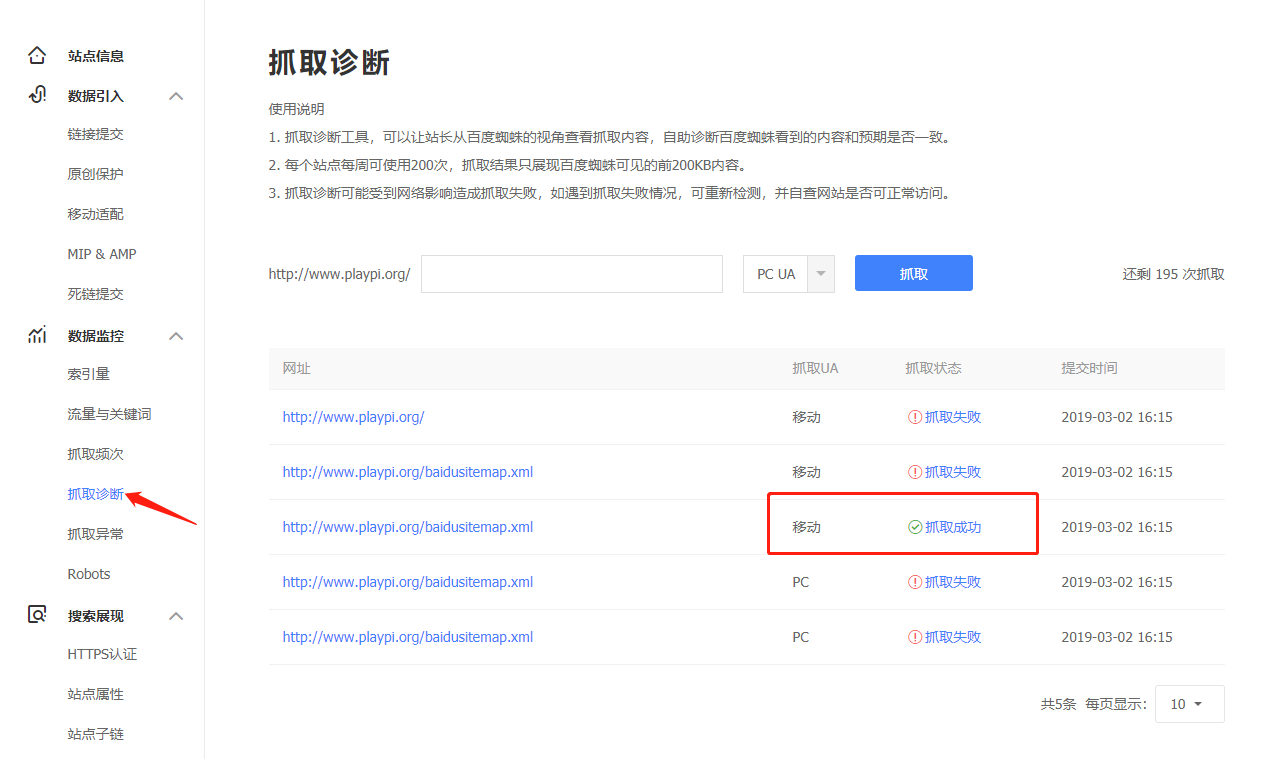 站点信息
数据引入
链接提交
原创保护
移动适配
MIP & AMP
死链提交
数据监控
索引量
流量与关键词
抓取频次
抓取诊断
抓取异常
Robots
搜索展现
HTTPS认证
站点属性
站点子链
抓取诊断
使用说明
1. 抓取诊断工具，可以让站长从百度蜘蛛的视角查看抓取内容，自助诊断百度蜘蛛看到的内容和预期是否一致。
2. 每个站点每周可使用200次，抓取结果只展现百度蜘蛛可见的前200KB内容。
3. 抓取诊断可能受到网络影响造成抓取失败，如遇到抓取失败情况，可重新检测，并自查网站是否可正常访问。
http://www.playpi.org/ PC UA 抓取 还剩 195 次抓取
网址 抓取UA 抓取状态 提交时间
http://www.playpi.org/ 移动 抓取失败 2019-03-02 16:15
http://www.playpi.org/baidusitemap.xml 移动 抓取失败 2019-03-02 16:15
http://www.playpi.org/baidusitemap.xml 移动 抓取成功 2019-03-02 16:15
http://www.playpi.org/baidusitemap.xml PC 抓取失败 2019-03-02 16:15
http://www.playpi.org/baidusitemap.xml PC 抓取失败 2019-03-02 16:15
共5条 每页显示: 10